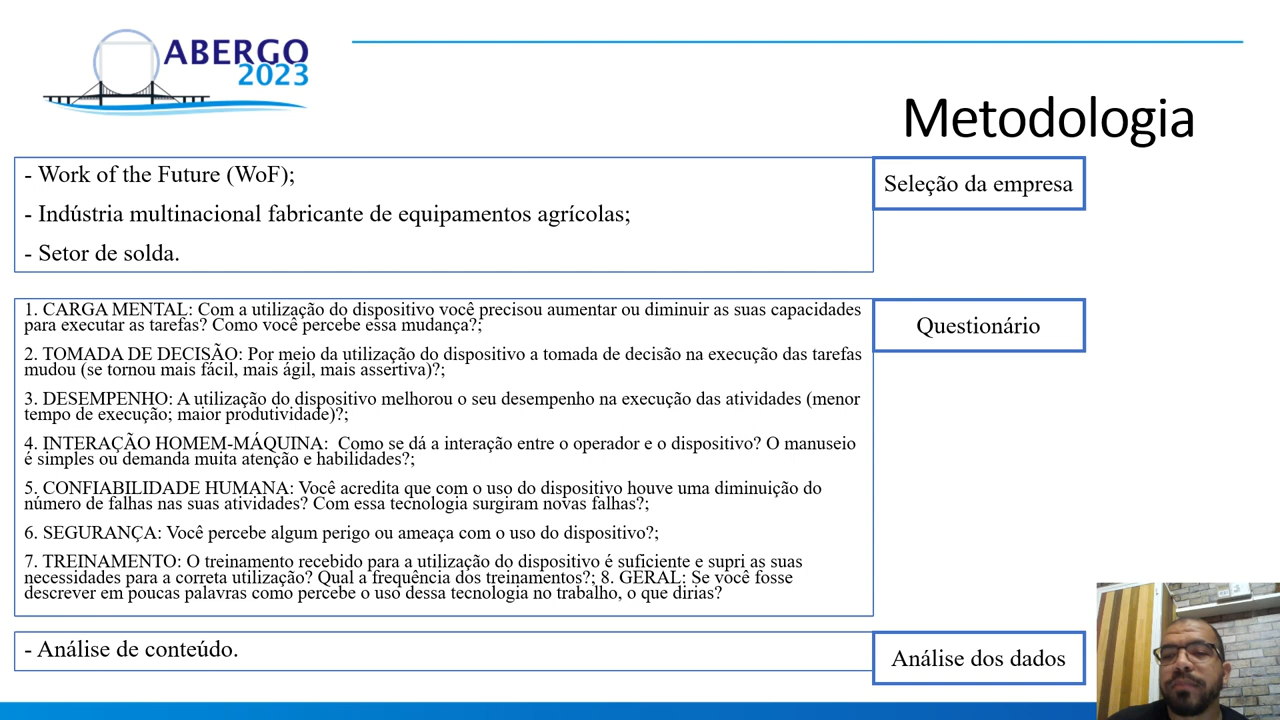 ABERGO
2023
Metodologia
- Work of the Future (WoF);
- Indústria multinacional fabricante de equipamentos agrícolas;
- Setor de solda.
Seleção da empresa
1. CARGA MENTAL: Com a utilização do dispositivo você precisou aumentar ou diminuir as suas capacidades
para executar as tarefas? Como você percebe essa mudança?;
2. TOMADA DE DECISÃO: Por meio da utilização do dispositivo a tomada de decisão na execução das tarefas
mudou (se tornou mais fácil, mais ágil, mais assertiva)?;
3. DESEMPENHO: A utilização do dispositivo melhorou o seu desempenho na execução das atividades (menor
tempo de execução; maior produtividade)?;
4. INTERAÇÃO HOMEM-MÁQUINA:  Como se dá a interação entre o operador e o dispositivo? O manuseio
é simples ou demanda muita atenção e habilidades?;
5. CONFIABILIDADE HUMANA: Você acredita que com o uso do dispositivo houve uma diminuição do
número de falhas nas suas atividades? Com essa tecnologia surgiram novas falhas?;
6. SEGURANÇA: Você percebe algum perigo ou ameaça com o uso do dispositivo?;
7. TREINAMENTO: O treinamento recebido para a utilização do dispositivo é suficiente e supri as suas
necessidades para a correta utilização? Qual a frequência dos treinamentos?; 8. GERAL: Se você fosse
descrever em poucas palavras como percebe o uso dessa tecnologia no trabalho, o que dirias?
Questionário
- Análise de conteúdo.
Análise dos dados